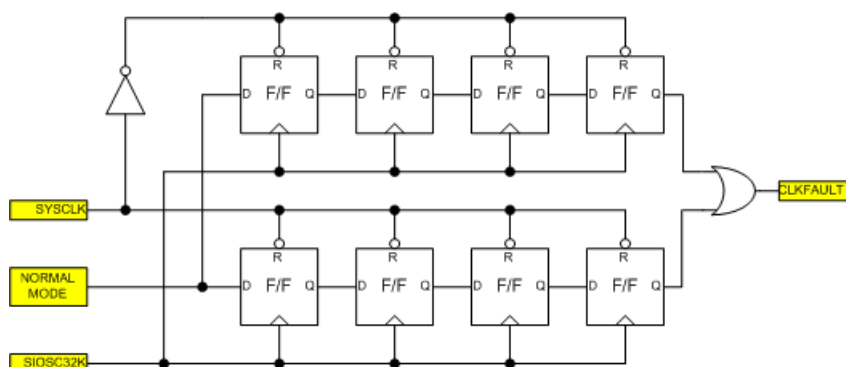 R R R R
D F/F Q D F/F Q D F/F Q D F/F Q
CLKFAULT
SYSCLK
R R R R
NORMAL
MODE
D F/F Q D F/F Q D F/F Q D F/F Q
SIOSC32K